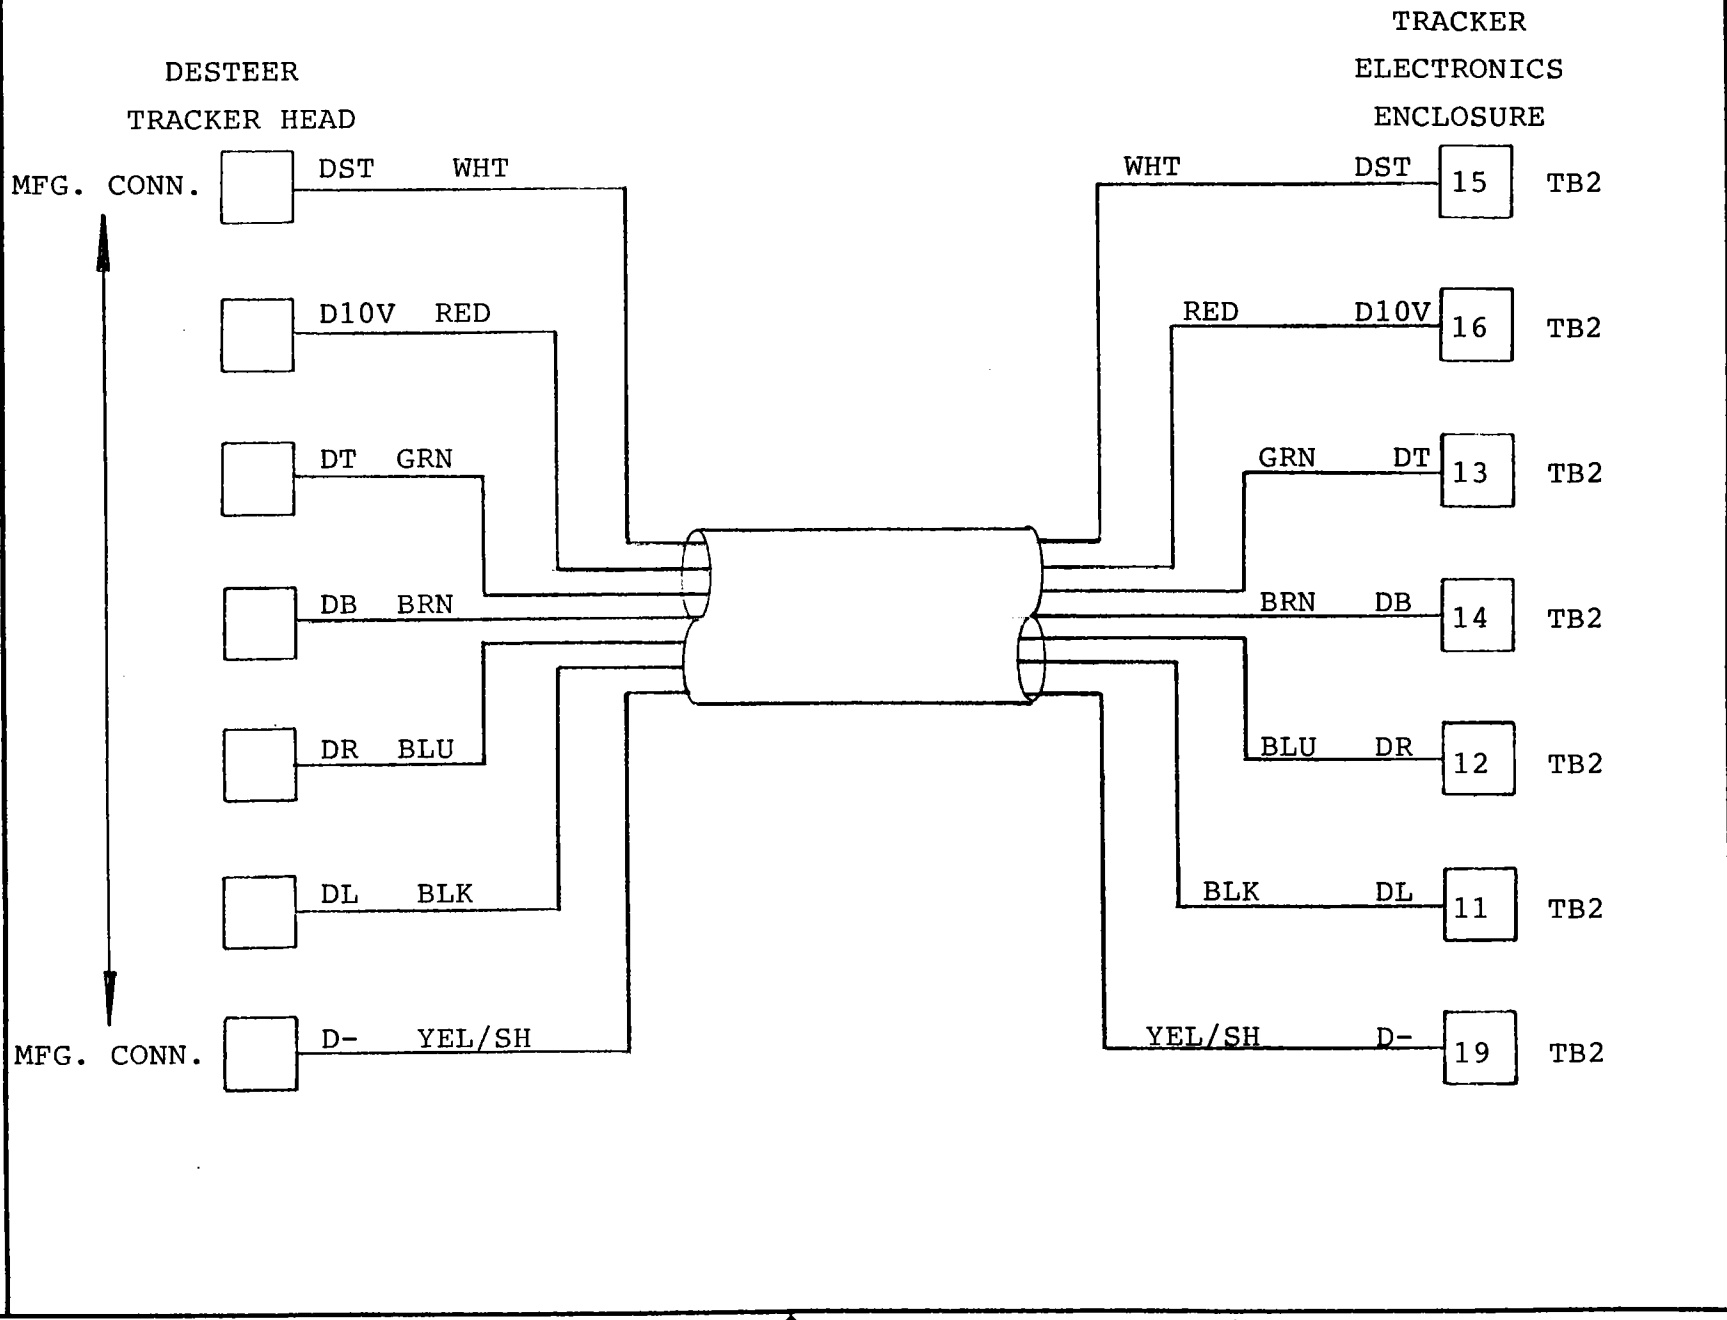 DESTEER
TRACKER HEAD
TRACKER
ELECTRONICS
ENCLOSURE
MFG. CONN. DST WHT WHT DST 15 TB2
D10V RED RED D10V 16 TB2
DT GRN GRN DT 13 TB2
DB BRN BRN DB 14 TB2
DR BLU BLU DR 12 TB2
DL BLK BLK DL 11 TB2
MFG. CONN. D- YEL/SH YEL/SH D- 19 TB2